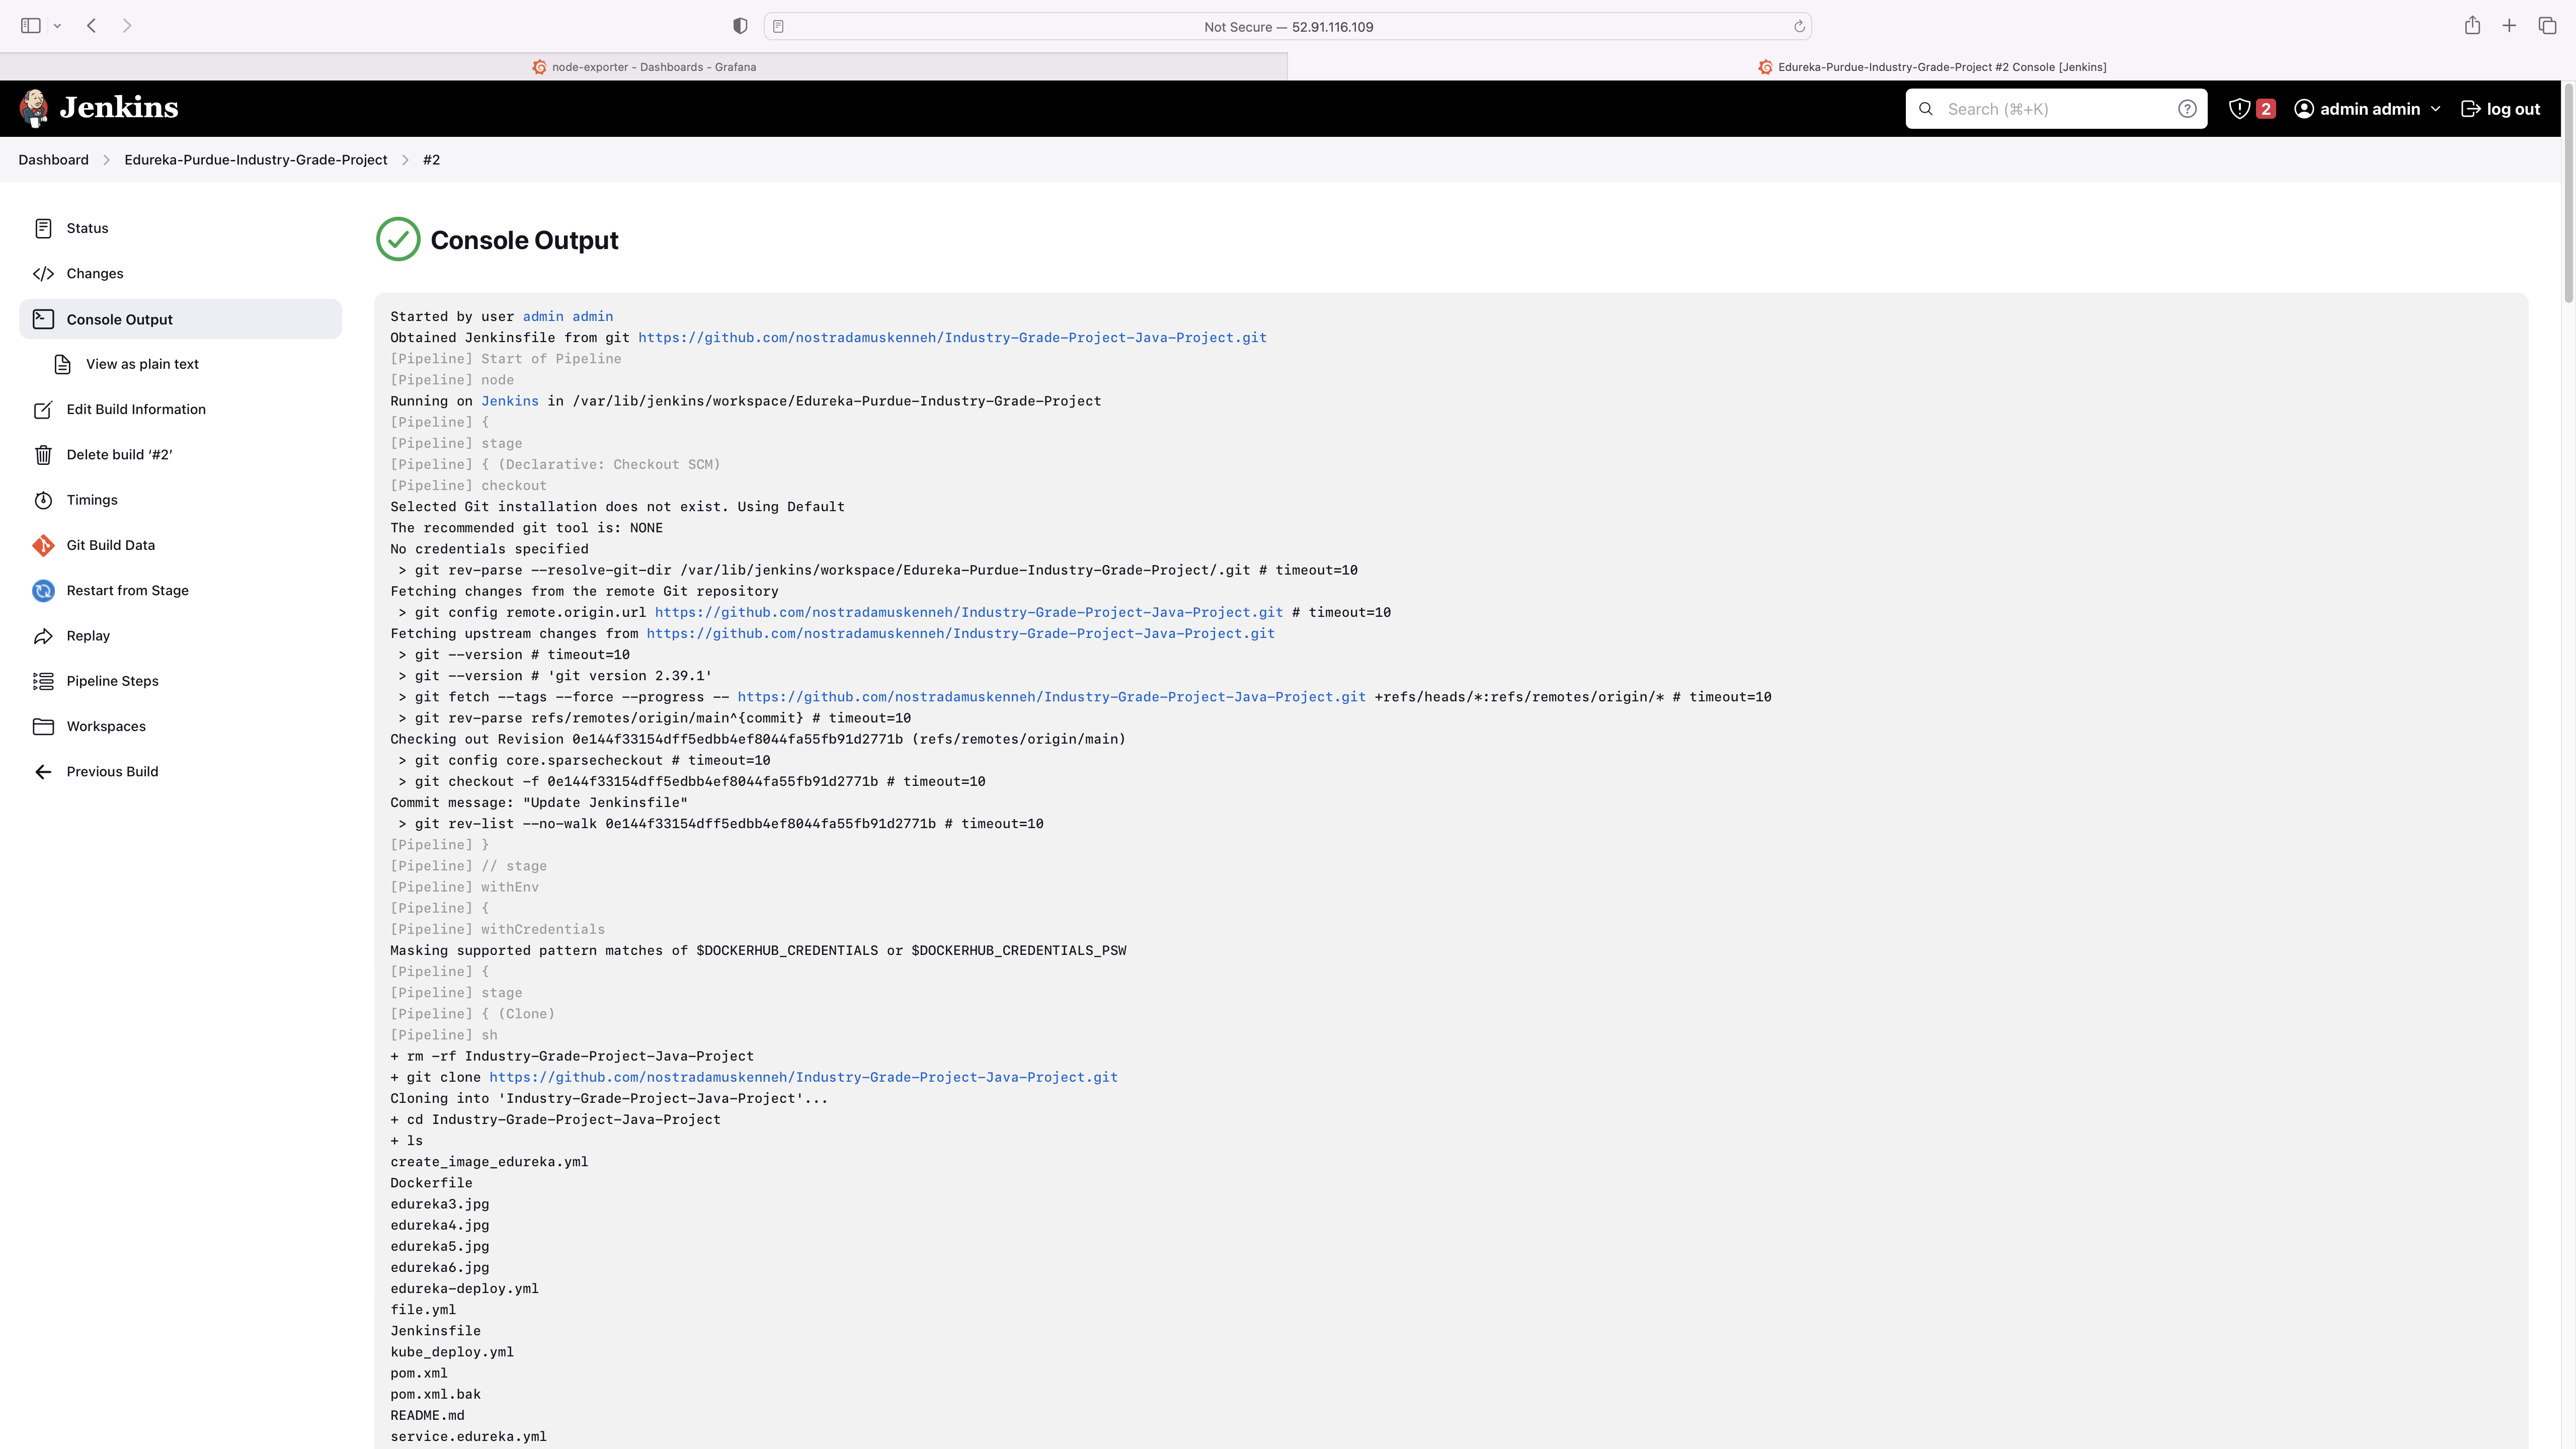 Not Secure — 52.91.116.109
node-exporter - Dashboards - Grafana
Edureka-Purdue-Industry-Grade-Project #2 Console [Jenkins]
Jenkins
Search (⌘+K)
2
admin admin
log out
Dashboard
Edureka-Purdue-Industry-Grade-Project
#2
Status
Changes
Console Output
View as plain text
Edit Build Information
Delete build ‘#2’
Timings
Git Build Data
Restart from Stage
Replay
Pipeline Steps
Workspaces
Previous Build
Console Output
Started by user admin admin
Obtained Jenkinsfile from git https://github.com/nostradamuskenneh/Industry-Grade-Project-Java-Project.git
[Pipeline] Start of Pipeline
[Pipeline] node
Running on Jenkins in /var/lib/jenkins/workspace/Edureka-Purdue-Industry-Grade-Project
[Pipeline] {
[Pipeline] stage
[Pipeline] { (Declarative: Checkout SCM)
[Pipeline] checkout
Selected Git installation does not exist. Using Default
The recommended git tool is: NONE
No credentials specified
> git rev-parse --resolve-git-dir /var/lib/jenkins/workspace/Edureka-Purdue-Industry-Grade-Project/.git # timeout=10
Fetching changes from the remote Git repository
> git config remote.origin.url https://github.com/nostradamuskenneh/Industry-Grade-Project-Java-Project.git # timeout=10
Fetching upstream changes from https://github.com/nostradamuskenneh/Industry-Grade-Project-Java-Project.git
> git --version # timeout=10
> git --version # 'git version 2.39.1'
> git fetch --tags --force --progress -- https://github.com/nostradamuskenneh/Industry-Grade-Project-Java-Project.git +refs/heads/*:refs/remotes/origin/* # timeout=10
> git rev-parse refs/remotes/origin/main^{commit} # timeout=10
Checking out Revision 0e144f33154dff5edbb4ef8044fa55fb91d2771b (refs/remotes/origin/main)
> git config core.sparsecheckout # timeout=10
> git checkout -f 0e144f33154dff5edbb4ef8044fa55fb91d2771b # timeout=10
Commit message: "Update Jenkinsfile"
> git rev-list --no-walk 0e144f33154dff5edbb4ef8044fa55fb91d2771b # timeout=10
[Pipeline] }
[Pipeline] // stage
[Pipeline] withEnv
[Pipeline] {
[Pipeline] withCredentials
Masking supported pattern matches of $DOCKERHUB_CREDENTIALS or $DOCKERHUB_CREDENTIALS_PSW
[Pipeline] {
[Pipeline] stage
[Pipeline] { (Clone)
[Pipeline] sh
+ rm -rf Industry-Grade-Project-Java-Project
+ git clone https://github.com/nostradamuskenneh/Industry-Grade-Project-Java-Project.git
Cloning into 'Industry-Grade-Project-Java-Project'...
+ cd Industry-Grade-Project-Java-Project
+ ls
create_image_edureka.yml
Dockerfile
edureka3.jpg
edureka4.jpg
edureka5.jpg
edureka6.jpg
edureka-deploy.yml
file.yml
Jenkinsfile
kube_deploy.yml
pom.xml
pom.xml.bak
README.md
service.edureka.yml